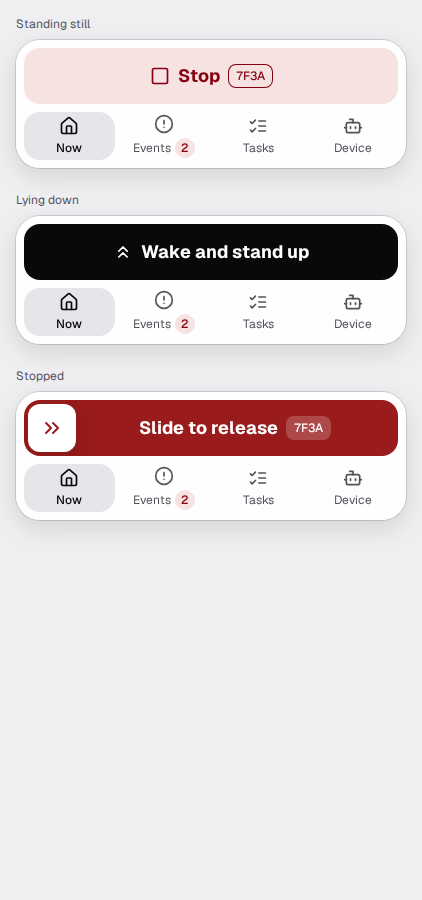 Standing still
Stop 7F3A
Now Events 2 Tasks Device
Lying down
Wake and stand up
Now Events 2 Tasks Device
Stopped
Slide to release 7F3A
Now Events 2 Tasks Device